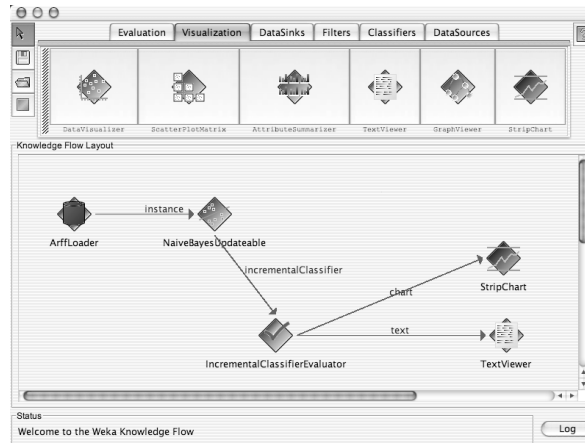 Evaluation Visualization DataSinks Filters Classifiers DataSources
DataVisualizer ScatterPlotMatrix AttributeSummarizer TextViewer GraphViewer StripChart
Knowledge Flow Layout
instance
ArffLoader NaiveBayesUpdateable
incrementalClassifier
StripChart
chart
text
IncrementalClassifierEvaluator TextViewer
Status
Welcome to the Weka Knowledge Flow Log